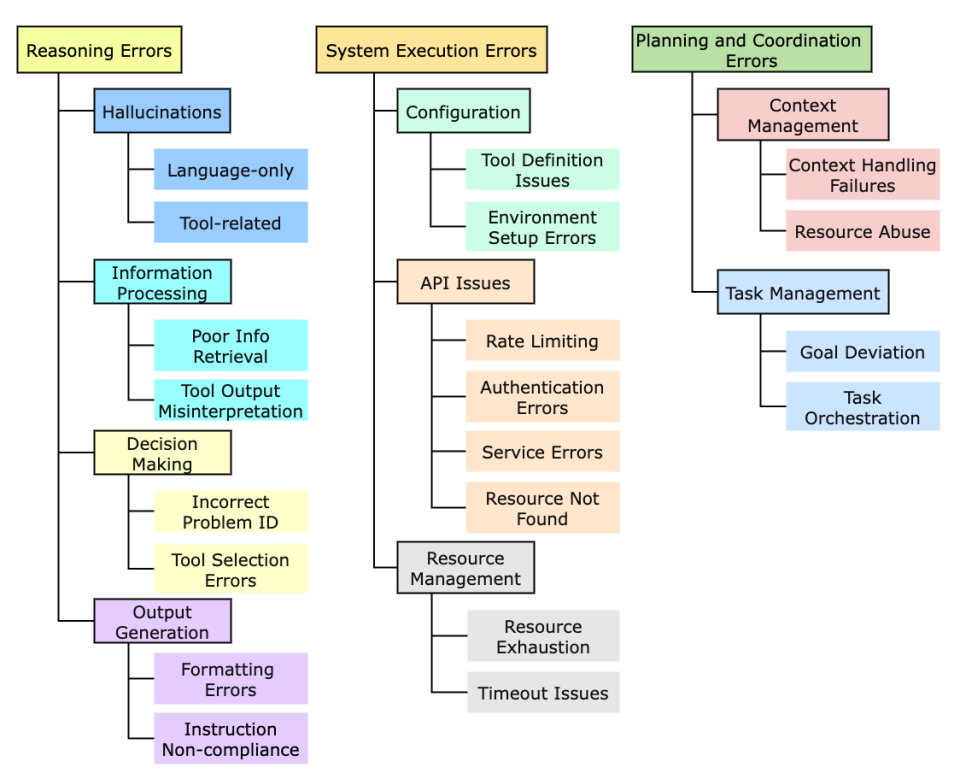 Reasoning Errors
Hallucinations
Language-only
Tool-related
Information
Processing
Poor Info
Retrieval
Tool Output
Misinterpretation
Decision
Making
Incorrect
Problem ID
Tool Selection
Errors
Output
Generation
Formatting
Errors
Instruction
Non-compliance
System Execution Errors
Configuration
Tool Definition
Issues
Environment
Setup Errors
API Issues
Rate Limiting
Authentication
Errors
Service Errors
Resource Not
Found
Resource
Management
Resource
Exhaustion
Timeout Issues
Planning and Coordination
Errors
Context
Management
Context Handling
Failures
Resource Abuse
Task Management
Goal Deviation
Task
Orchestration